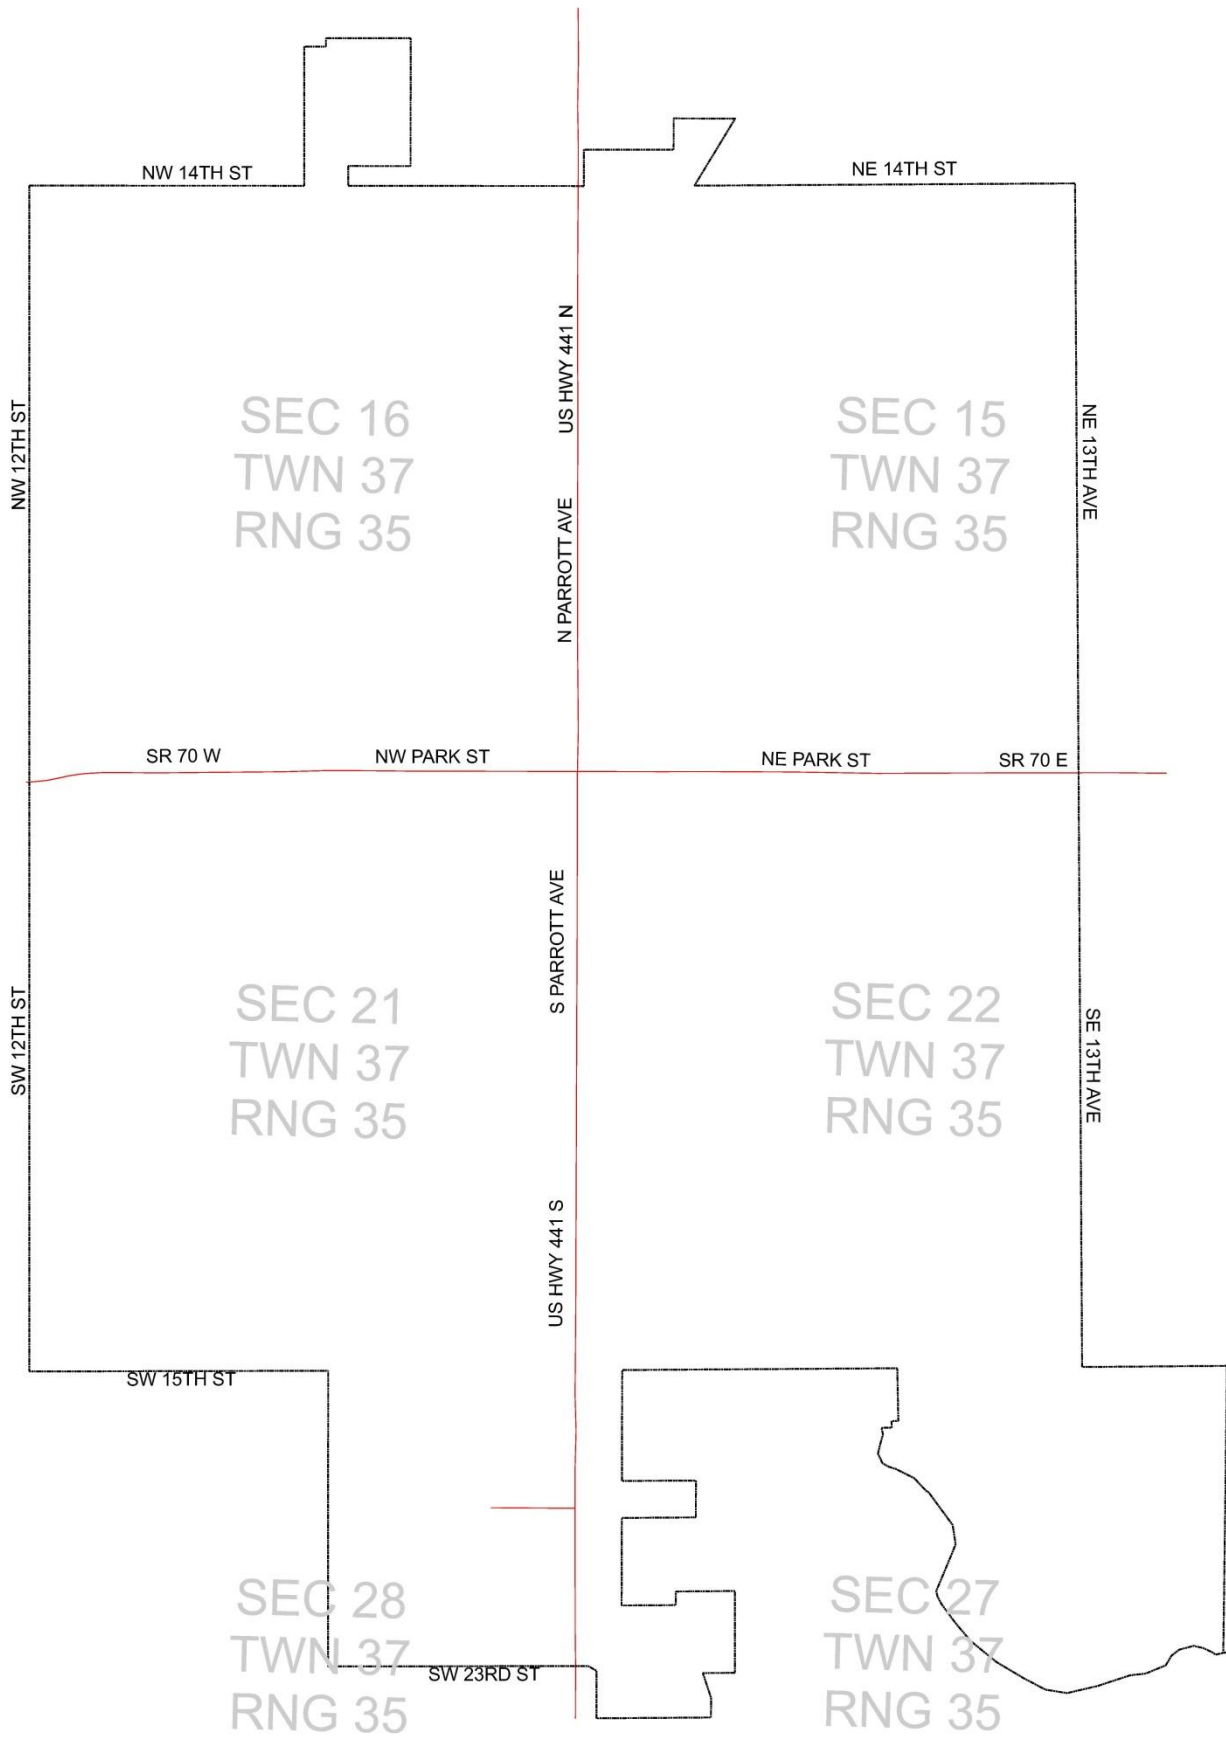 NW 14TH ST
NE 14TH ST
US HWY 441 N
SEC 16
TWN 37
RNG 35
SEC 15
TWN 37
RNG 35
NW 12TH ST
NE 13TH AVE
N PARROTT AVE
SR 70 W
NW PARK ST
NE PARK ST
SR 70 E
S PARROTT AVE
SEC 21
TWN 37
RNG 35
SEC 22
TWN 37
RNG 35
SW 12TH ST
SE 13TH AVE
US HWY 441 S
SW 15TH ST
SEC 28
TWN 37
RNG 35
SEC 27
TWN 37
RNG 35
SW 23RD ST